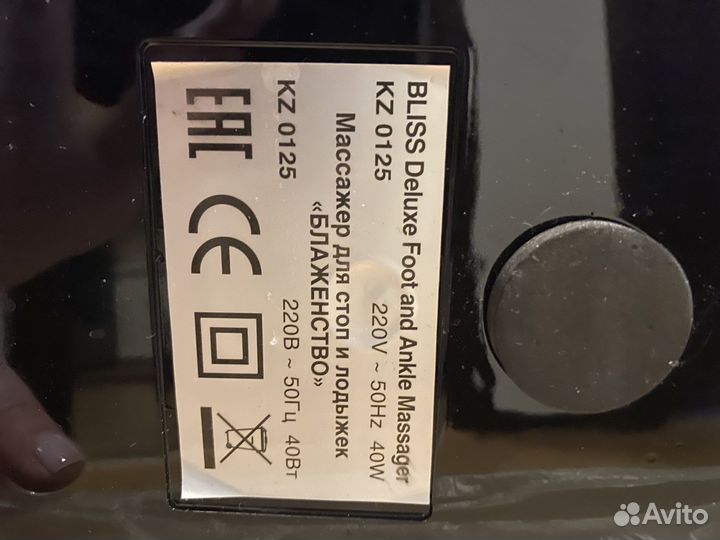 BLISS Deluxe Foot and Ankle Massager
KZ 0125 220V ~ 50Hz 40W
Массажер для стоп и лодыжек
«БЛАЖЕНСТВО»
KZ 0125 220В ~ 50Гц 40Вт
EAC CE
Avito